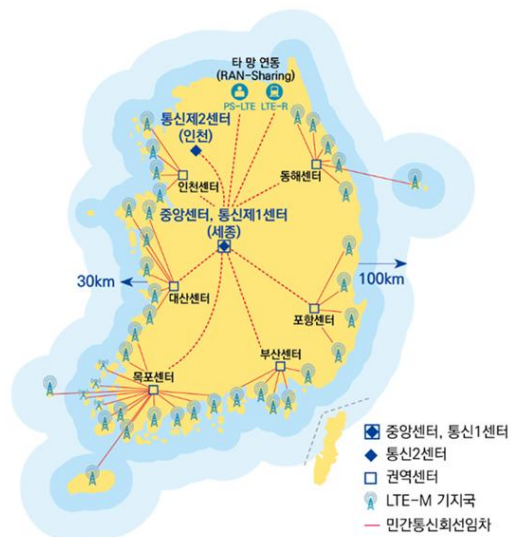 타 망 연동
(RAN-Sharing)
PS-LTE
LTE-R
통신제2센터
(인천)
인천센터
동해센터
중앙센터, 통신제1센터
(세종)
30km
100km
대산센터
포항센터
부산센터
목포센터
중앙센터, 통신1센터
통신2센터
권역센터
LTE-M 기지국
민간통신회선임차